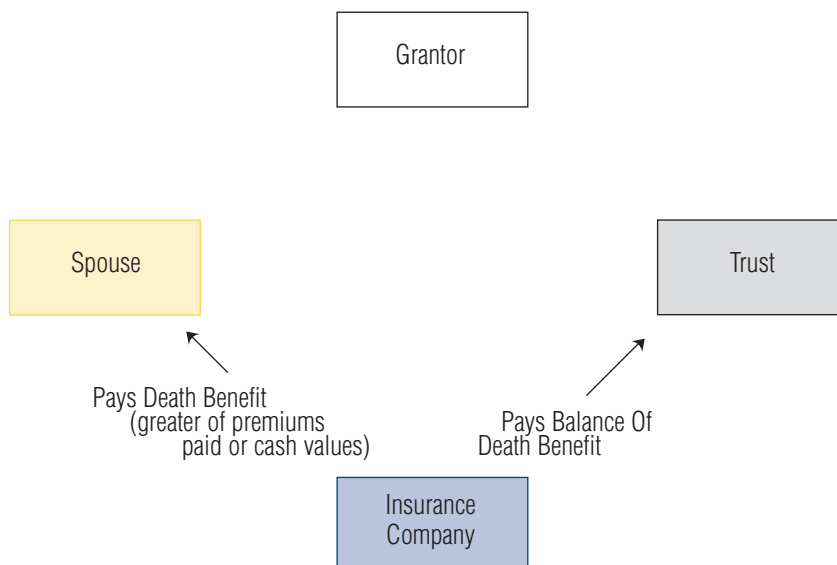 Grantor
Spouse
Trust
Pays Death Benefit
(greater of premiums
paid or cash values)
Pays Balance Of
Death Benefit
Insurance
Company